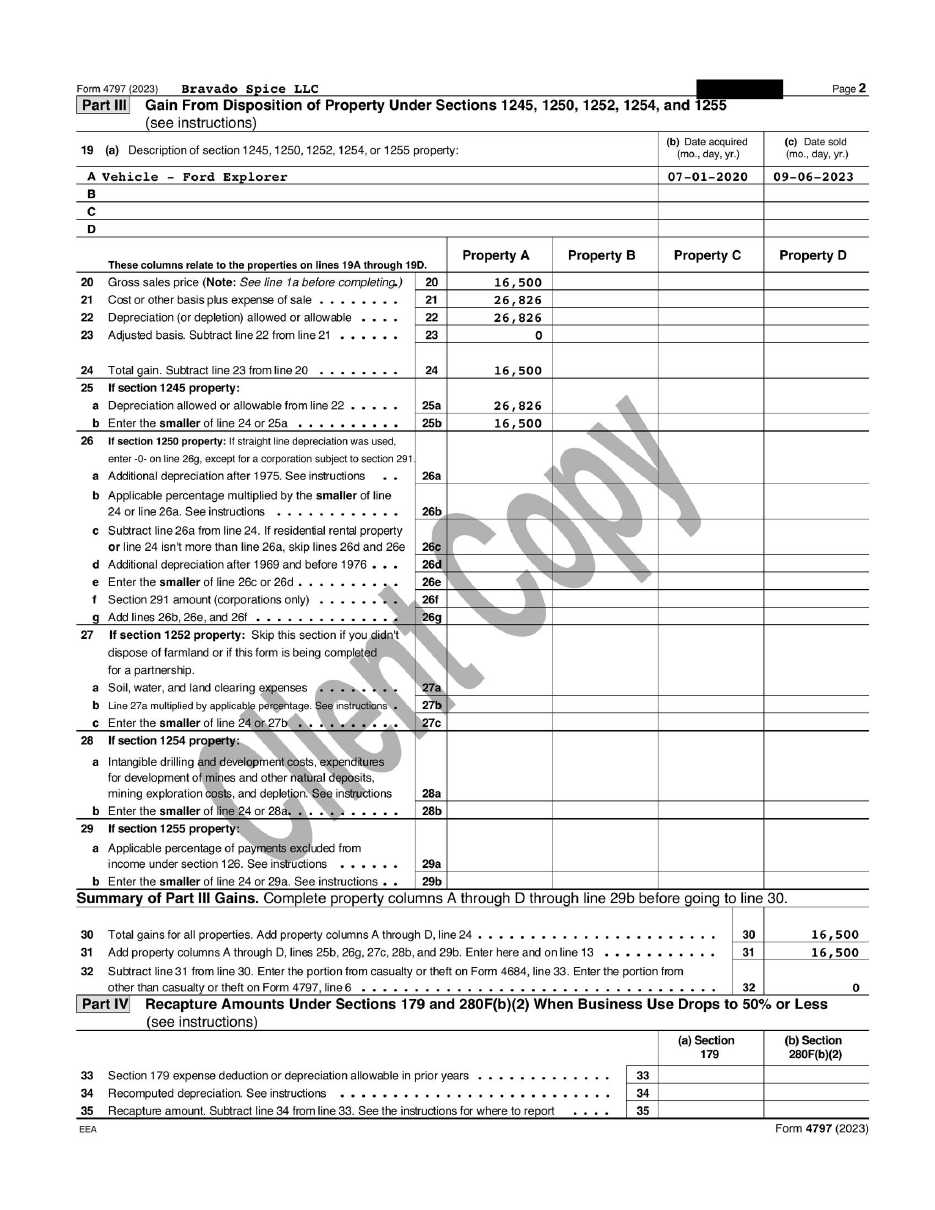 Form 4797 (2023) Bravado Spice LLC Page 2
Part III Gain From Disposition of Property Under Sections 1245, 1250, 1252, 1254, and 1255
(see instructions)
19 (a) Description of section 1245, 1250, 1252, 1254, or 1255 property: (b) Date acquired (mo., day, yr.) (c) Date sold (mo., day, yr.)
A Vehicle - Ford Explorer 07-01-2020 09-06-2023
B
C
D
These columns relate to the properties on lines 19A through 19D. Property A Property B Property C Property D
20 Gross sales price (Note: See line 1a before completing.) 20 16,500
21 Cost or other basis plus expense of sale . . . . . . . . 21 26,826
22 Depreciation (or depletion) allowed or allowable . . . . 22 26,826
23 Adjusted basis. Subtract line 22 from line 21 . . . . . . 23 0
24 Total gain. Subtract line 23 from line 20 . . . . . . . . 24 16,500
25 If section 1245 property:
a Depreciation allowed or allowable from line 22 . . . . . 25a 26,826
b Enter the smaller of line 24 or 25a . . . . . . . . . . 25b 16,500
26 If section 1250 property: If straight line depreciation was used,
enter -0- on line 26g, except for a corporation subject to section 291.
a Additional depreciation after 1975. See instructions . . 26a
b Applicable percentage multiplied by the smaller of line
24 or line 26a. See instructions . . . . . . . . . . . . 26b
c Subtract line 26a from line 24. If residential rental property
or line 24 isn't more than line 26a, skip lines 26d and 26e 26c
d Additional depreciation after 1969 and before 1976 . . . 26d
e Enter the smaller of line 26c or 26d . . . . . . . . . . 26e
f Section 291 amount (corporations only) . . . . . . . . 26f
g Add lines 26b, 26e, and 26f . . . . . . . . . . . . . . 26g
27 If section 1252 property: Skip this section if you didn't
dispose of farmland or if this form is being completed
for a partnership.
a Soil, water, and land clearing expenses . . . . . . . . 27a
b Line 27a multiplied by applicable percentage. See instructions . 27b
c Enter the smaller of line 24 or 27b . . . . . . . . . . 27c
28 If section 1254 property:
a Intangible drilling and development costs, expenditures
for development of mines and other natural deposits,
mining exploration costs, and depletion. See instructions 28a
b Enter the smaller of line 24 or 28a . . . . . . . . . . . 28b
29 If section 1255 property:
a Applicable percentage of payments excluded from
income under section 126. See instructions . . . . . . 29a
b Enter the smaller of line 24 or 29a. See instructions . . 29b
Summary of Part III Gains. Complete property columns A through D through line 29b before going to line 30.
30 Total gains for all properties. Add property columns A through D, line 24 . . . . . . . . . . . . . . . . . . . . . . . 30 16,500
31 Add property columns A through D, lines 25b, 26g, 27c, 28b, and 29b. Enter here and on line 13 . . . . . . . . . . . 31 16,500
32 Subtract line 31 from line 30. Enter the portion from casualty or theft on Form 4684, line 33. Enter the portion from
other than casualty or theft on Form 4797, line 6 . . . . . . . . . . . . . . . . . . . . . . . . . . . . . . . . . . 32 0
Part IV Recapture Amounts Under Sections 179 and 280F(b)(2) When Business Use Drops to 50% or Less
(see instructions)
(a) Section 179 (b) Section 280F(b)(2)
33 Section 179 expense deduction or depreciation allowable in prior years . . . . . . . . . . . . . 33
34 Recomputed depreciation. See instructions . . . . . . . . . . . . . . . . . . . . . . . . . . 34
35 Recapture amount. Subtract line 34 from line 33. See the instructions for where to report . . . . 35
EEA Form 4797 (2023)
Client Copy